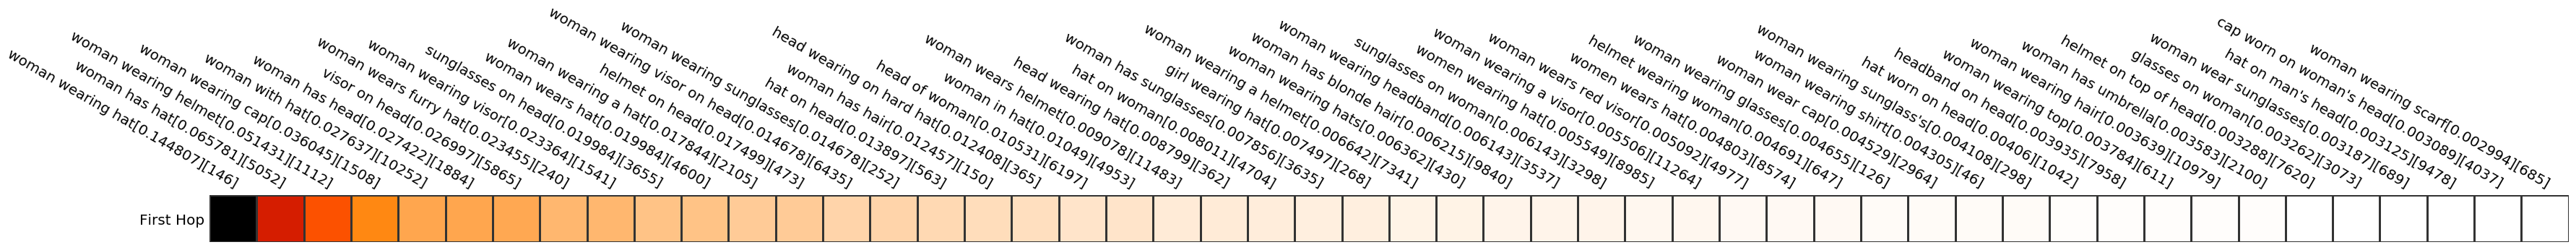 woman wearing hat[0.144807][146]
woman has hat[0.065781][5052]
woman wearing helmet[0.051431][1112]
woman wearing cap[0.036045][1508]
woman with hat[0.027637][10252]
woman has head[0.027422][1884]
visor on head[0.026997][5865]
woman wears furry hat[0.023455][240]
woman wearing visor[0.023364][1541]
sunglasses on head[0.019984][3655]
woman wears hat[0.019984][4600]
woman wearing a hat[0.017844][2105]
helmet on head[0.017499][473]
woman wearing visor on head[0.014678][6435]
woman wearing sunglasses[0.014678][252]
hat on head[0.013897][563]
woman has hair[0.012457][150]
head wearing on hard hat[0.012408][365]
head of woman[0.010531][6197]
woman in hat[0.01049][4953]
woman wears helmet[0.009078][11483]
head wearing hat[0.008799][362]
hat on woman[0.008011][4704]
woman has sunglasses[0.007856][3635]
girl wearing hat[0.007497][268]
woman wearing a helmet[0.006642][7341]
woman wearing hats[0.006362][430]
woman has blonde hair[0.006215][9840]
woman wearing headband[0.006143][3537]
sunglasses on woman[0.006143][3298]
women wearing hat[0.005549][8985]
woman wearing a visor[0.005506][11264]
woman wears red visor[0.005092][4977]
women wears hat[0.004803][8574]
helmet wearing woman[0.004691][647]
woman wearing glasses[0.004655][126]
woman wear cap[0.004529][2964]
woman wearing shirt[0.004305][46]
woman wearing sunglass's[0.004108][298]
hat worn on head[0.00406][1042]
headband on head[0.003935][7958]
woman wearing top[0.003784][611]
woman wearing hair[0.003639][10979]
woman has umbrella[0.003583][2100]
helmet on top of head[0.003288][7620]
glasses on woman[0.003262][3073]
woman wear sunglasses[0.003187][689]
hat on man's head[0.003125][9478]
cap worn on woman's head[0.003089][4037]
woman wearing scarf[0.002994][685]
First Hop